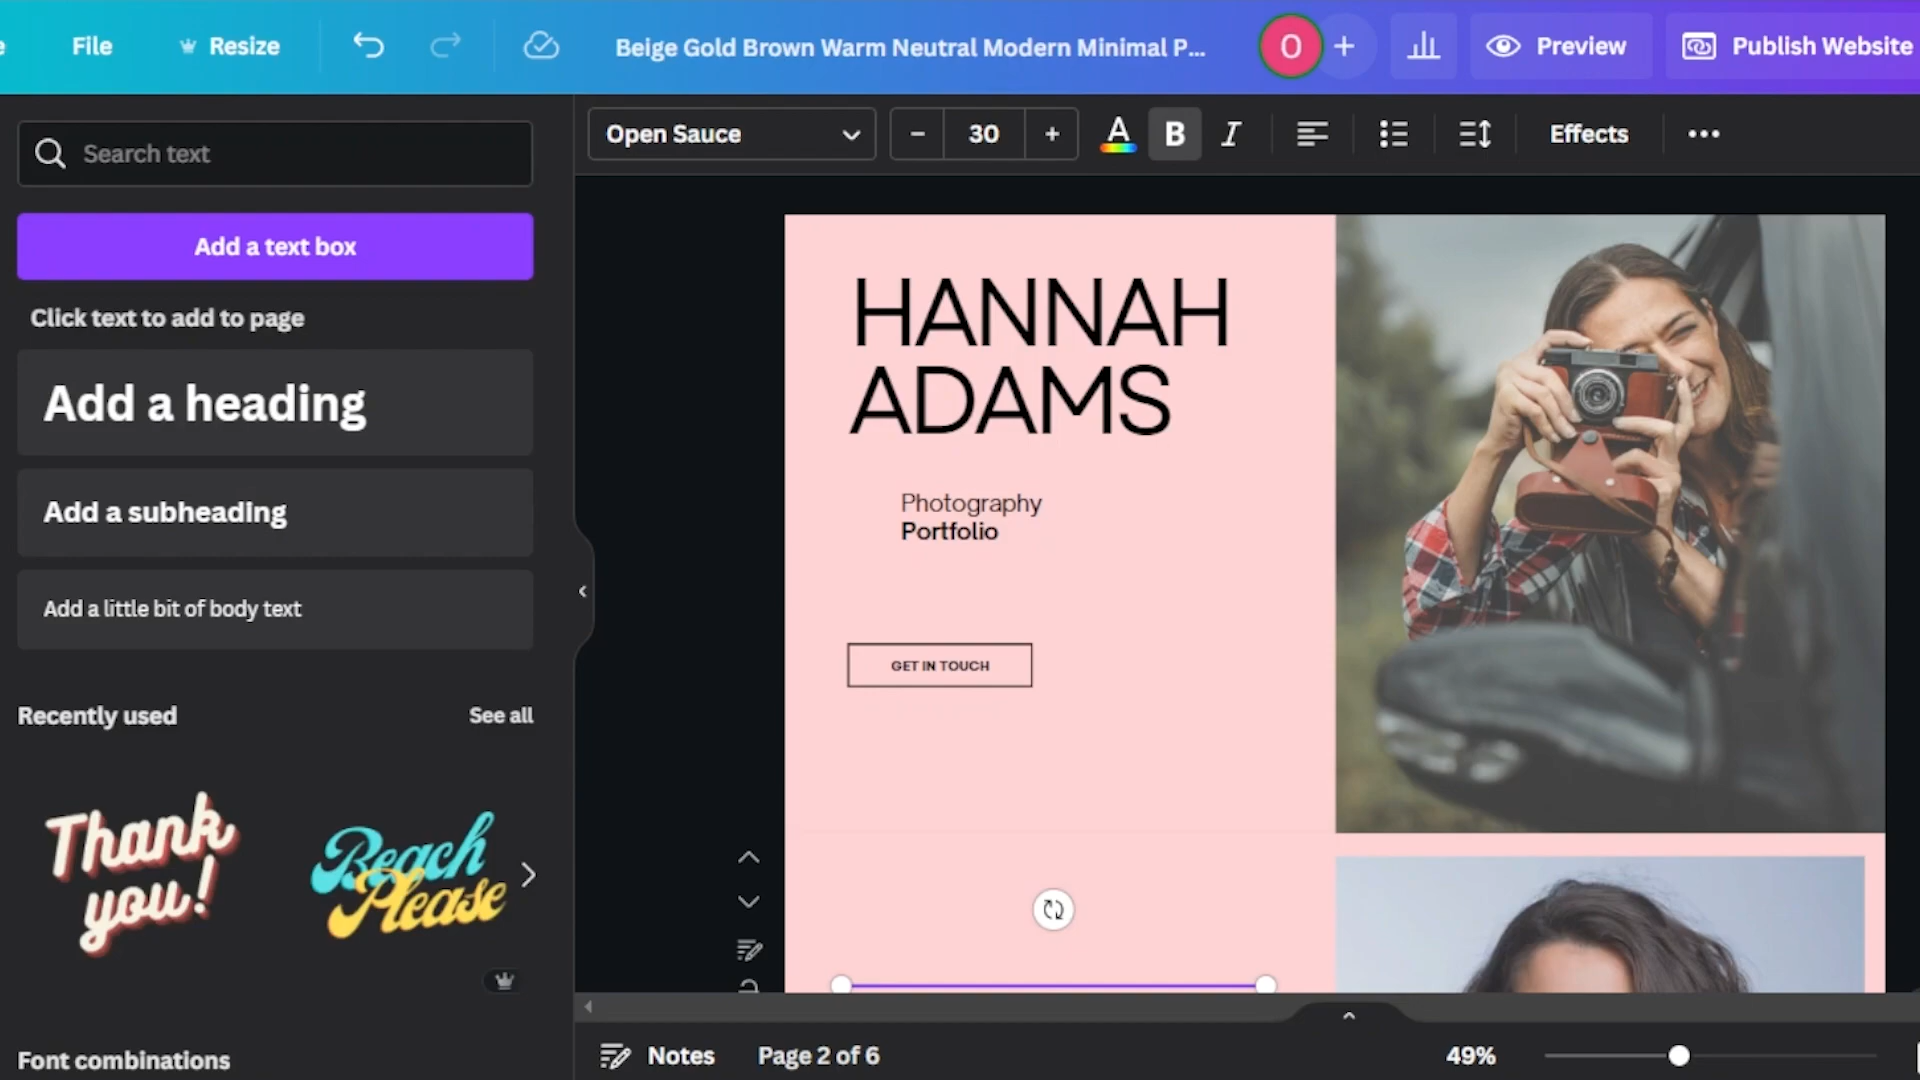 File
Resize
Beige Gold Brown Warm Neutral Modern Minimal P...
O
Preview
Publish Website
Search text
Open Sauce
30
A
B
I
Effects
Add a text box
Click text to add to page
Add a heading
Add a subheading
Add a little bit of body text
Recently used
See all
Thank
you!
Beach
Please
Font combinations
HANNAH
ADAMS
Photography
Portfolio
GET IN TOUCH
Notes
Page 2 of 6
49%